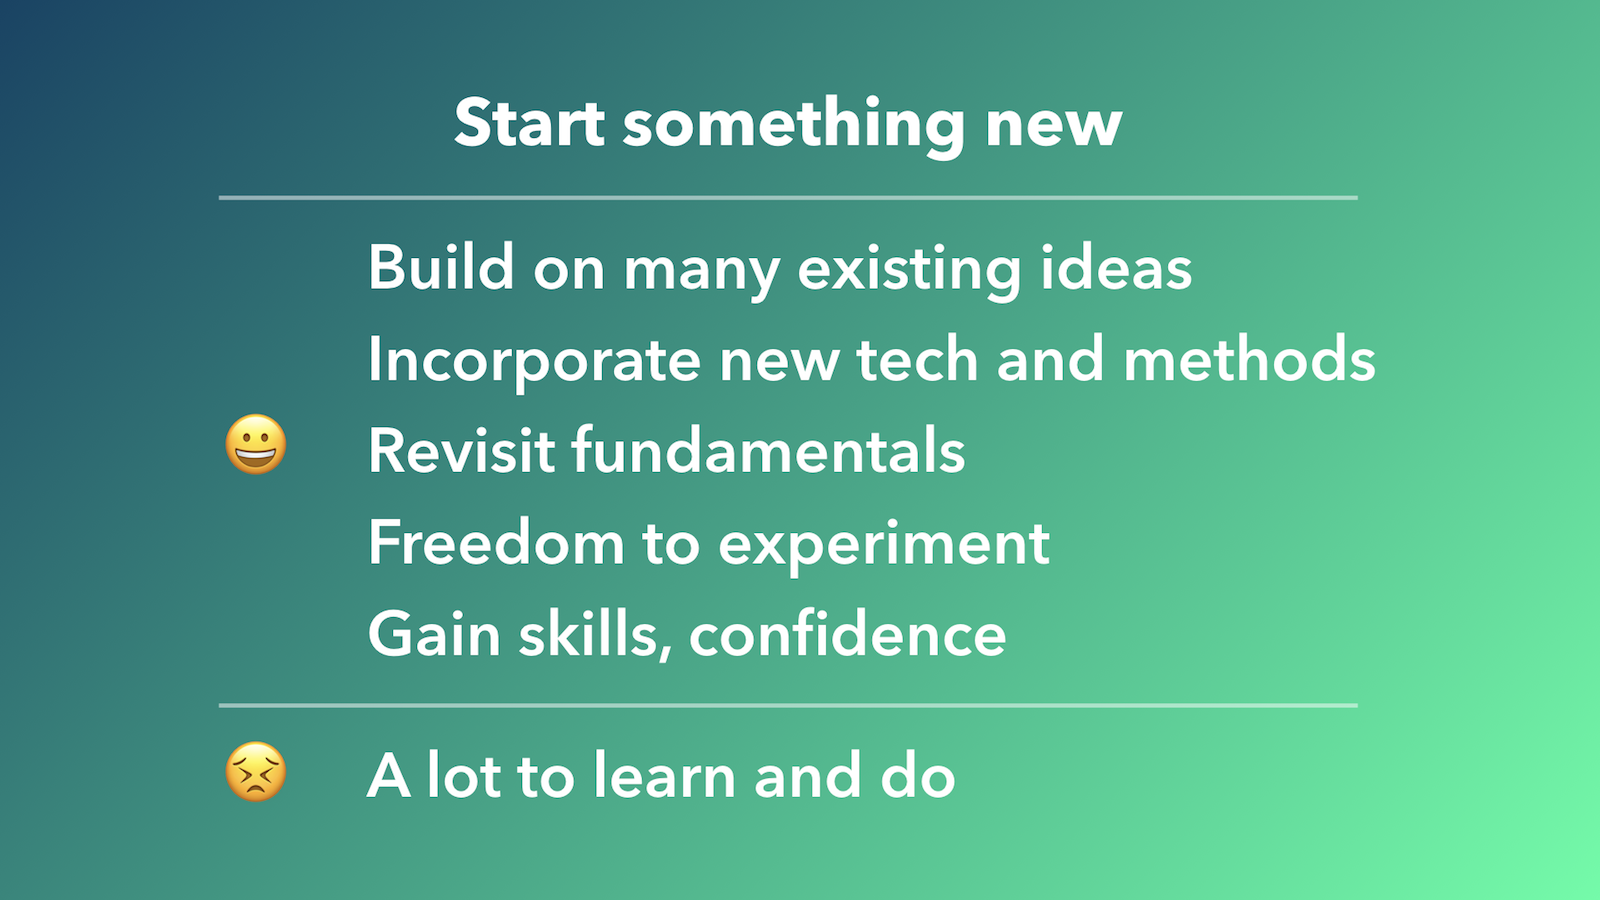 Start something new
Build on many existing ideas
Incorporate new tech and methods
Revisit fundamentals
Freedom to experiment
Gain skills, confidence
A lot to learn and do